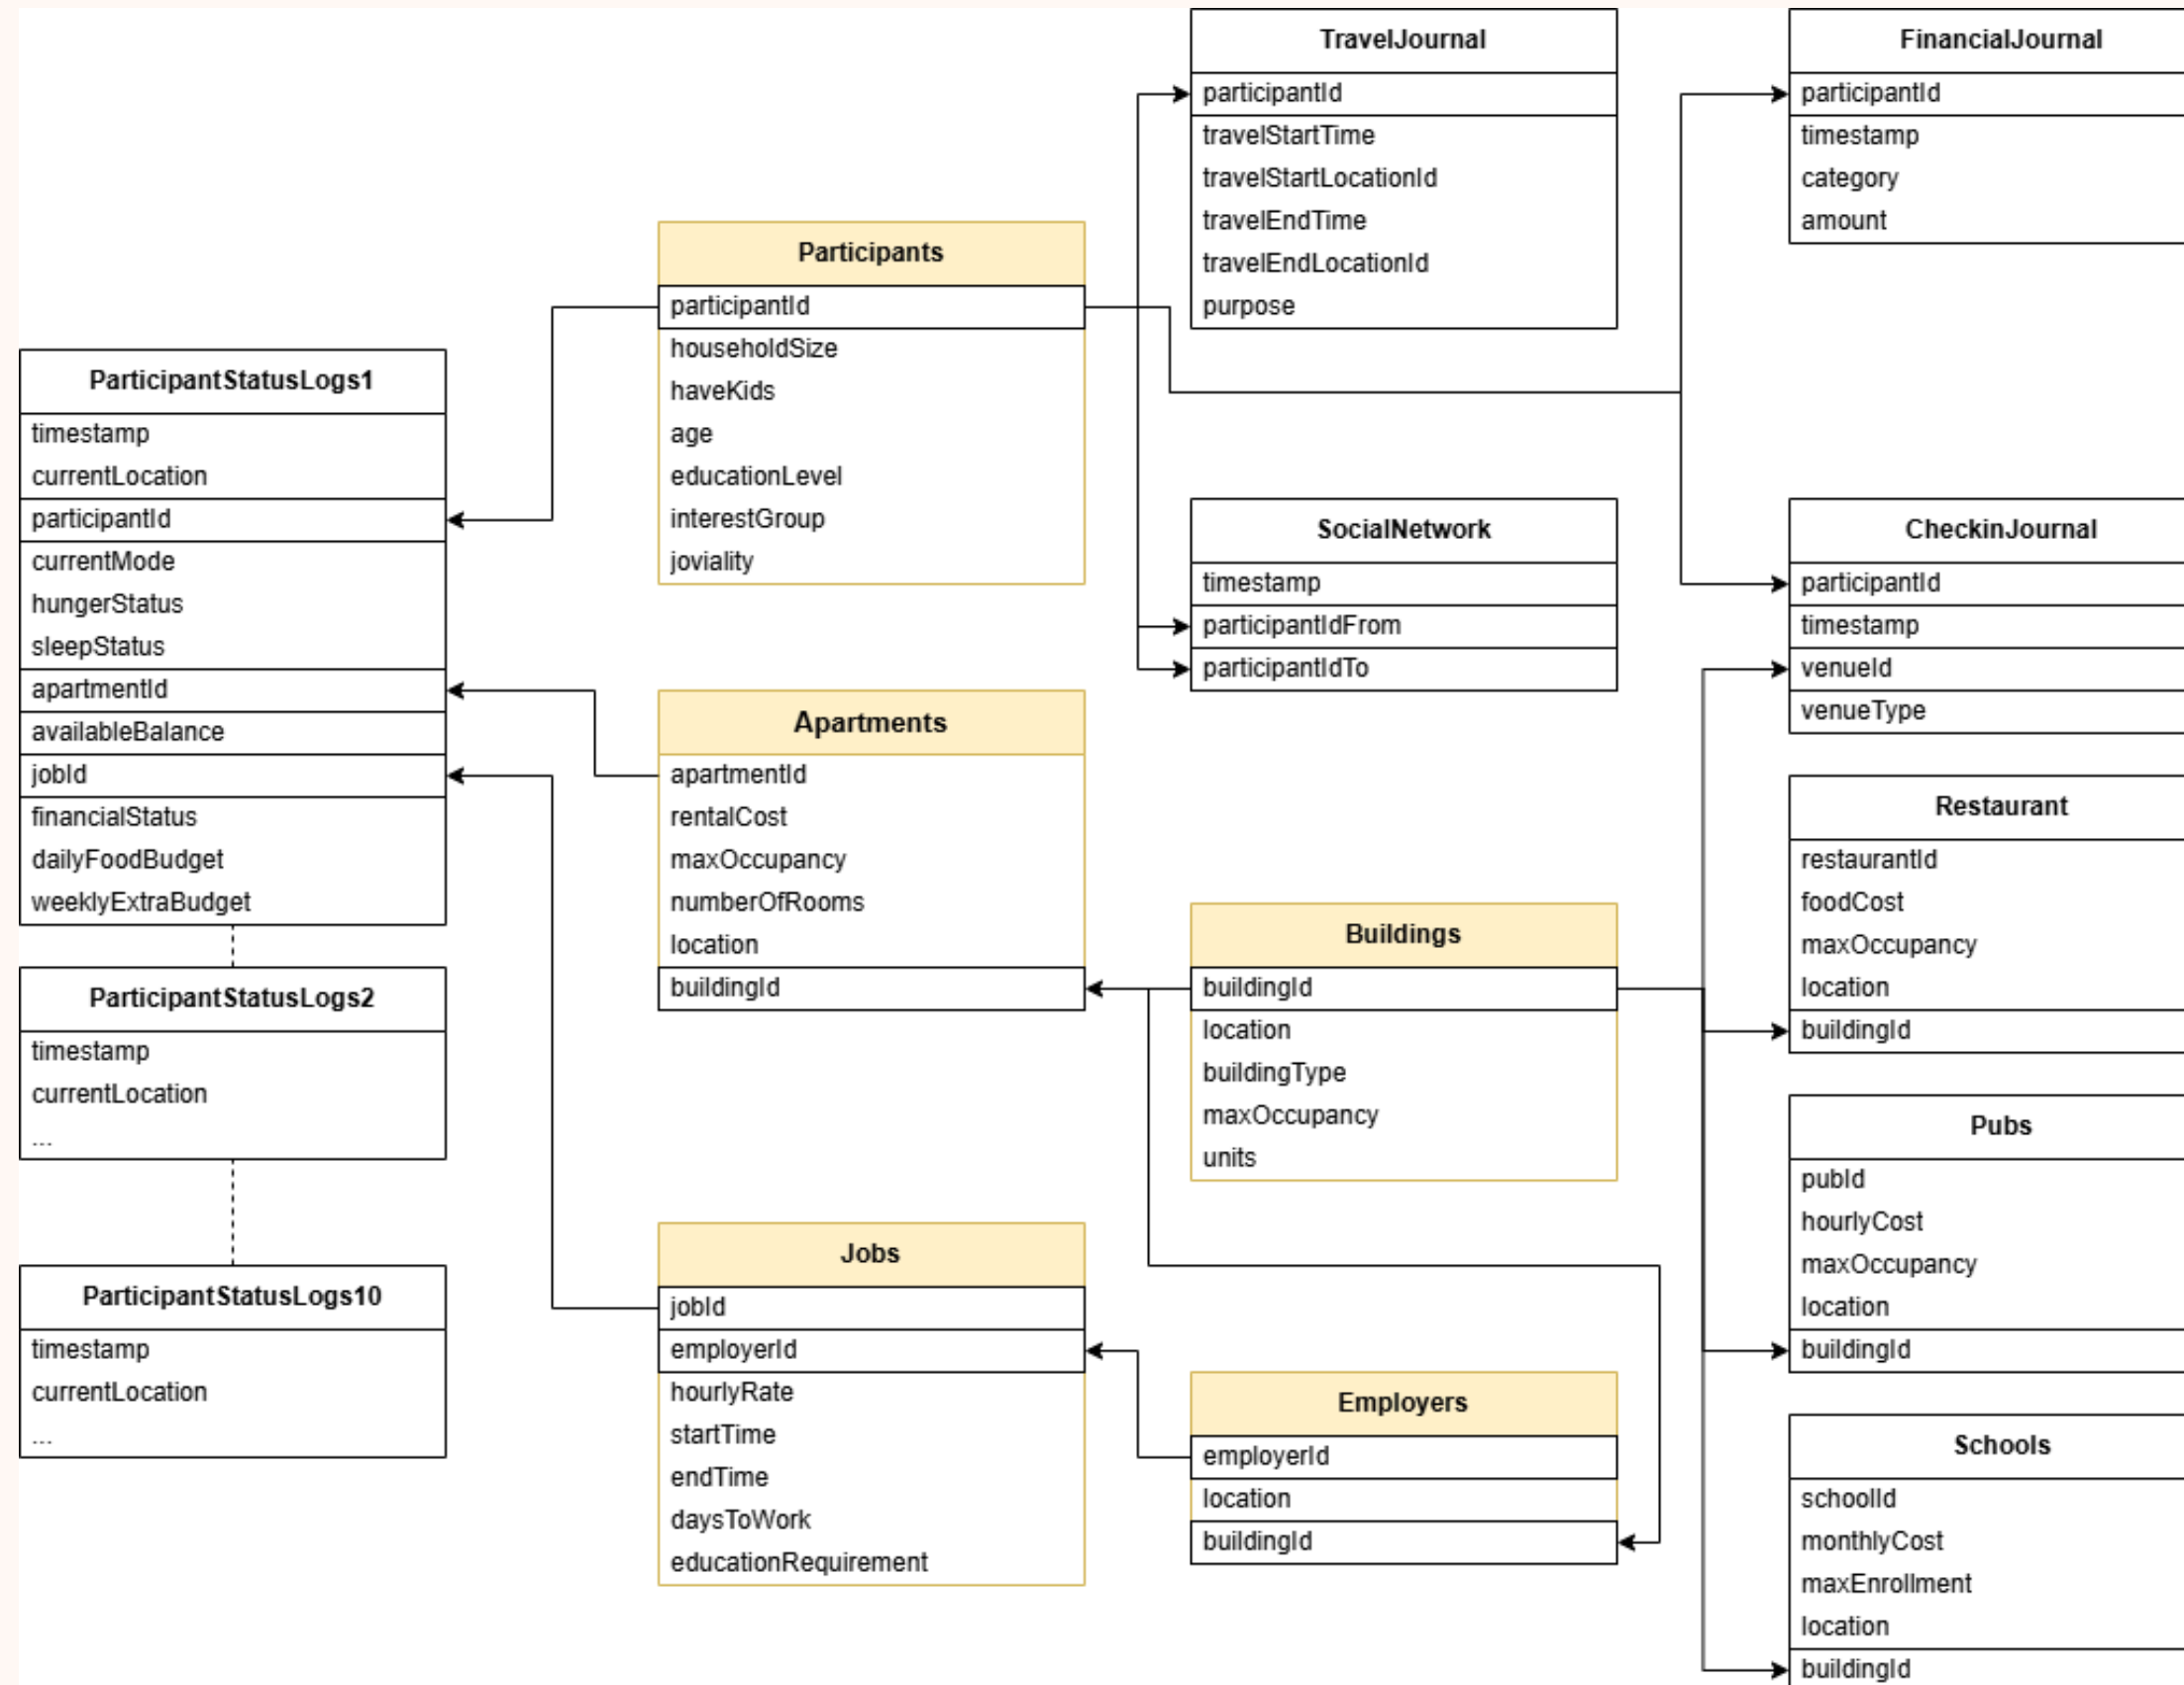 TravelJournal
participantId
travelStartTime
travelStartLocationId
travelEndTime
travelEndLocationId
purpose
FinancialJournal
participantId
timestamp
category
amount
Participants
participantId
householdSize
haveKids
age
educationLevel
interestGroup
joviality
ParticipantStatusLogs1
timestamp
currentLocation
participantId
currentMode
hungerStatus
sleepStatus
apartmentId
availableBalance
jobId
financialStatus
dailyFoodBudget
weeklyExtraBudget
SocialNetwork
timestamp
participantIdFrom
participantIdTo
CheckinJournal
participantId
timestamp
venueId
venueType
Apartments
apartmentId
rentalCost
maxOccupancy
numberOfRooms
location
buildingId
Restaurant
restaurantId
foodCost
maxOccupancy
location
buildingId
Buildings
buildingId
location
buildingType
maxOccupancy
units
ParticipantStatusLogs2
timestamp
currentLocation
...
Pubs
pubId
hourlyCost
maxOccupancy
location
buildingId
Jobs
jobId
employerId
hourlyRate
startTime
endTime
daysToWork
educationRequirement
ParticipantStatusLogs10
timestamp
currentLocation
...
Employers
employerId
location
buildingId
Schools
schoolId
monthlyCost
maxEnrollment
location
buildingId